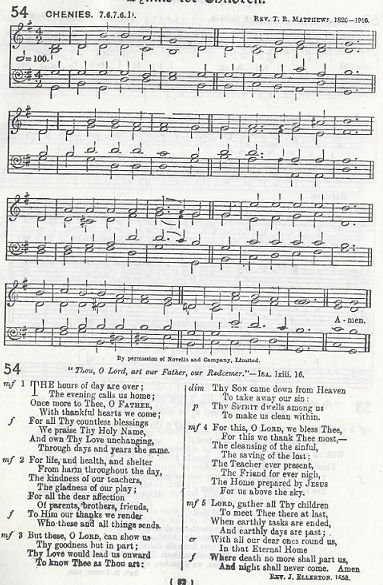 Hymns for Children.
54 CHENIES. 7.6.7.6.D. REV. T. R. MATTHEWS, 1826—1910.
=100.
A - men.
By permission of Novello and Company, Limited.
54 "Thou, O Lord, art our Father, our Redeemer."—ISA. lxiii. 16.
mf 1 THE hours of day are over;
The evening calls us home;
Once more to Thee, O FATHER,
With thankful hearts we come;
f For all Thy countless blessings
We praise Thy Holy Name,
And own Thy Love unchanging,
Through days and years the same.
mf 2 For life, and health, and shelter
From harm throughout the day,
The kindness of our teachers,
The gladness of our play;
For all the dear affection
Of parents, brothers, friends,
f To Him our thanks we render
Who these and all things sends.
mf 3 But these, O LORD, can show us
Thy goodness but in part;
Thy Love would lead us onward
To know Thee as Thou art:
dim Thy SON came down from Heaven
To take away our sin:
p Thy SPIRIT dwells among us
To make us clean within.
mf 4 For this, O LORD, we bless Thee,
For this we thank Thee most,—
The cleansing of the sinful,
The saving of the lost:
The Teacher ever present,
The Friend for ever nigh,
The Home prepared by JESUS
For us above the sky.
mf 5 LORD, gather all Thy children
To meet Thee there at last,
When earthly tasks are ended,
And earthly days are past;
cr With all our dear ones round us,
In that Eternal Home
f Where death no more shall part us,
And night shall never come. Amen
REV. J. ELLERTON, 1858.
( 52 )